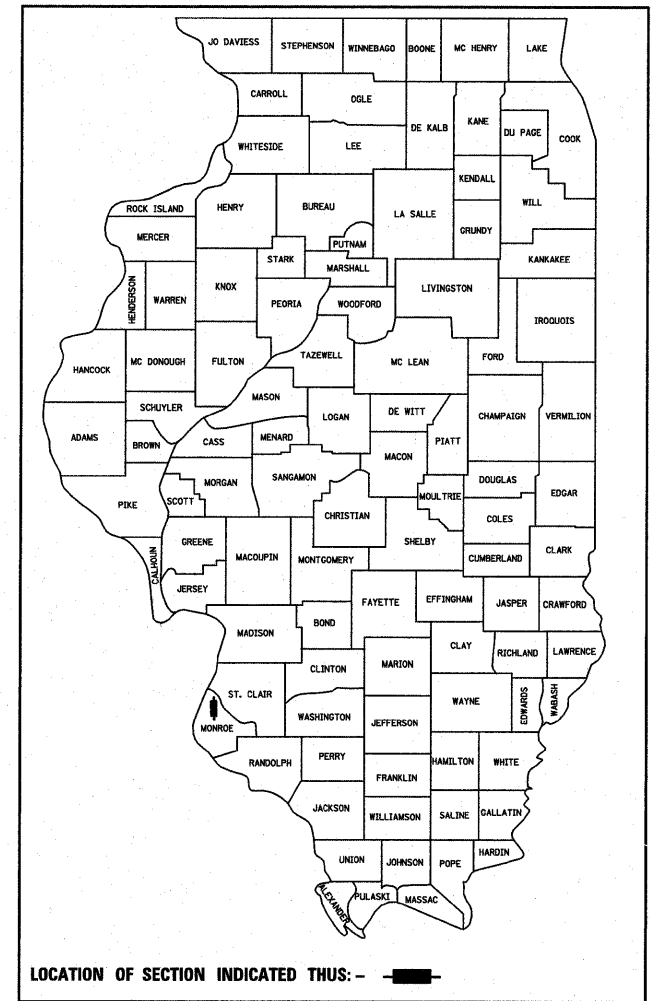 JO DAVIESS STEPHENSON WINNEBAGO BOONE MC HENRY LAKE
CARROLL OGLE DE KALB KANE DU PAGE COOK
WHITESIDE LEE
KENDALL
ROCK ISLAND HENRY BUREAU LA SALLE WILL
MERCER PUTNAM GRUNDY
STARK MARSHALL KANKAKEE
HENDERSON WARREN KNOX PEORIA WOODFORD LIVINGSTON
IROQUOIS
HANCOCK MC DONOUGH FULTON TAZEWELL MC LEAN FORD
MASON
SCHUYLER LOGAN DE WITT CHAMPAIGN VERMILION
ADAMS BROWN CASS MENARD MACON PIATT
MORGAN SANGAMON DOUGLAS
PIKE SCOTT MOULTRIE EDGAR
CHRISTIAN COLES
GREENE MACOUPIN MONTGOMERY SHELBY CUMBERLAND CLARK
CALHOUN JERSEY
FAYETTE EFFINGHAM JASPER CRAWFORD
MADISON BOND
CLAY RICHLAND LAWRENCE
CLINTON MARION
ST. CLAIR WAYNE EDWARDS WABASH
MONROE WASHINGTON JEFFERSON
RANDOLPH PERRY HAMILTON WHITE
FRANKLIN
JACKSON WILLIAMSON SALINE GALLATIN
UNION JOHNSON POPE HARDIN
ALEXANDER PULASKI MASSAC
LOCATION OF SECTION INDICATED THUS: -